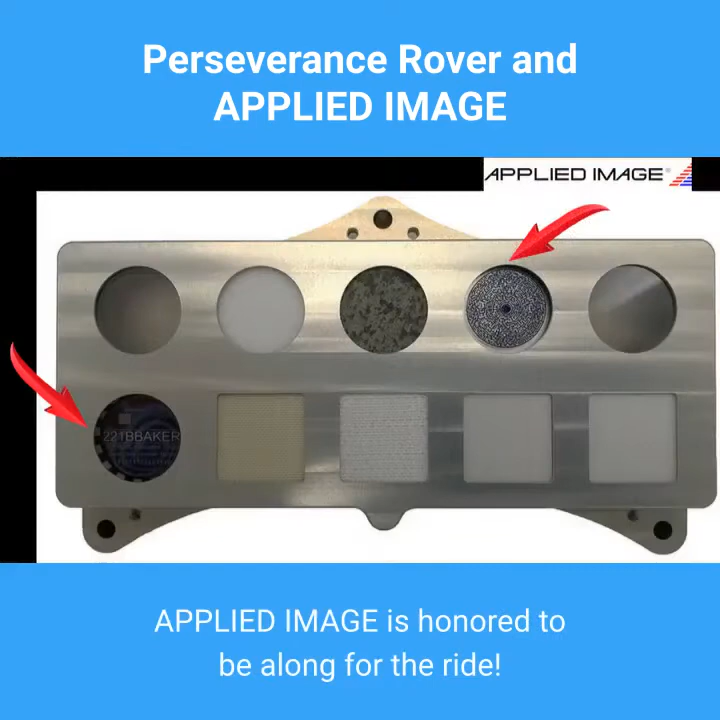 Perseverance Rover and
APPLIED IMAGE
APPLIED IMAGE®
221BBAKER
APPLIED IMAGE is honored to
be along for the ride!